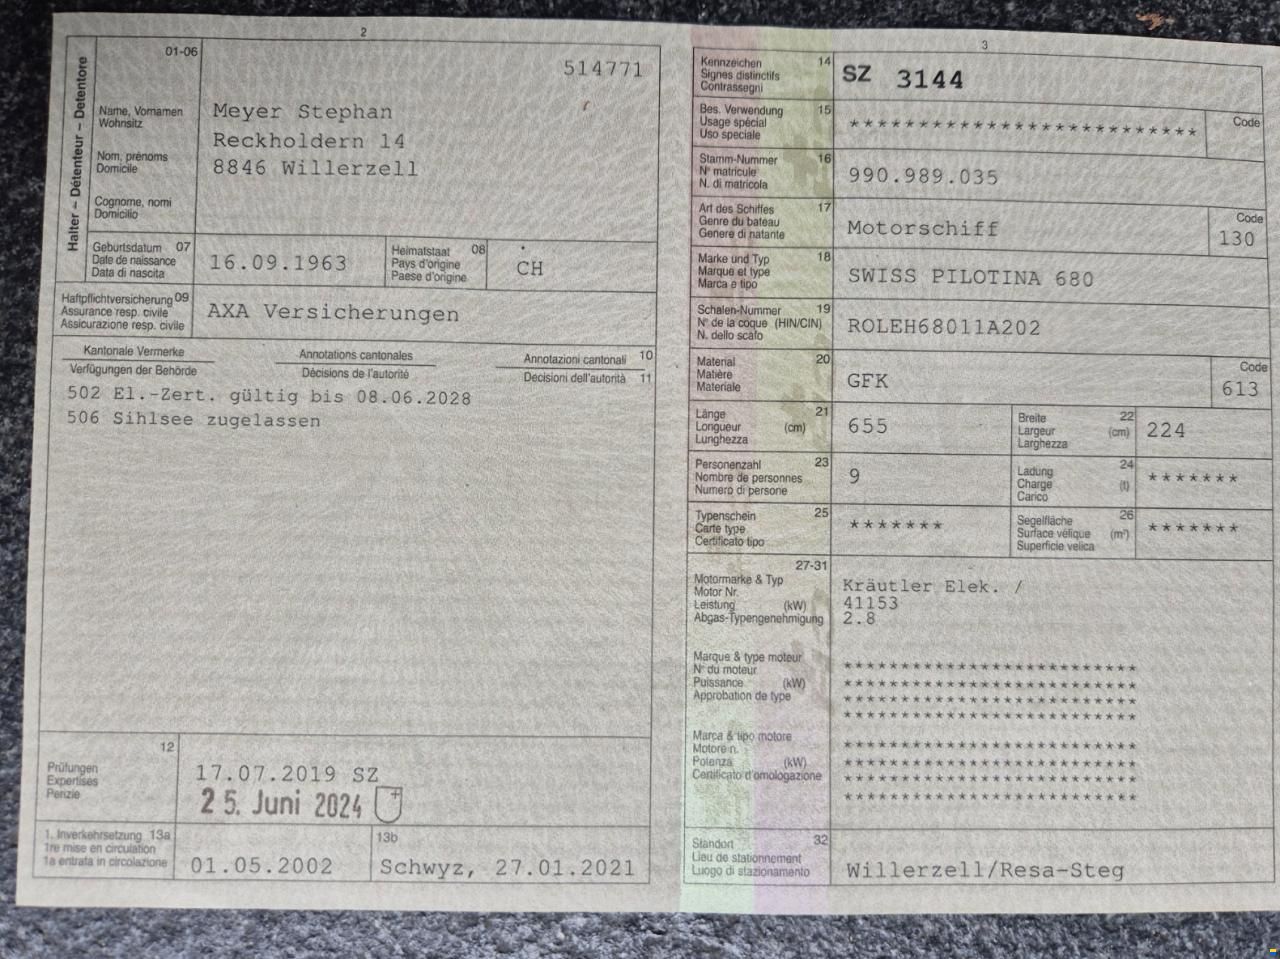 2
01-06
514771
Halter – Détenteur – Detentore
Name, Vornamen
Wohnsitz
Nom, prénoms
Domicile
Cognome, nomi
Domicilio
Meyer Stephan
Reckholdern 14
8846 Willerzell
Geburtsdatum 07
Date de naissance
Data di nascita
16.09.1963
Heimatstaat 08
Pays d'origine
Paese d'origine
CH
Haftpflichtversicherung 09
Assurance resp. civile
Assicurazione resp. civile
AXA Versicherungen
Kantonale Vermerke
Verfügungen der Behörde
Annotations cantonales
Décisions de l'autorité
Annotazioni cantonali 10
Decisioni dell'autorità 11
502 El.-Zert. gültig bis 08.06.2028
506 Sihlsee zugelassen
12
Prüfungen
Expertises
Perizie
17.07.2019 SZ
25. Juni 2024
1. Inverkehrsetzung 13a
1re mise en circulation
1a entrata in circolazione
01.05.2002
13b
Schwyz, 27.01.2021
3
Kennzeichen 14
Signes distinctifs
Contrassegni
SZ 3144
Bes. Verwendung 15
Usage spécial
Uso speciale
*************************
Code
Stamm-Nummer 16
N° matricule
N. di matricola
990.989.035
Art des Schiffes 17
Genre du bateau
Genere di natante
Motorschiff
Code
130
Marke und Typ 18
Marque et type
Marca e tipo
SWISS PILOTINA 680
Schalen-Nummer 19
N° de la coque (HIN/CIN)
N. dello scafo
ROLEH68011A202
Material 20
Matière
Materiale
GFK
Code
613
Länge 21
Longueur (cm)
Lunghezza
655
Breite 22
Largeur (cm)
Larghezza
224
Personenzahl 23
Nombre de personnes
Numero di persone
9
Ladung 24
Charge (t)
Carico
*******
Typenschein 25
Carte type
Certificato tipo
*******
Segelfläche 26
Surface vélique (m²)
Superficie velica
*******
27-31
Motormarke & Typ
Motor Nr.
Leistung (kW)
Abgas-Typengenehmigung
Kräutler Elek. /
41153
2.8
Marque & type moteur
N° du moteur
Puissance (kW)
Approbation de type
*************************
*************************
*************************
*************************
Marca & tipo motore
Motore n.
Potenza (kW)
Certificato d'omologazione
*************************
*************************
*************************
*************************
Standort 32
Lieu de stationnement
Luogo di stazionamento
Willerzell/Resa-Steg